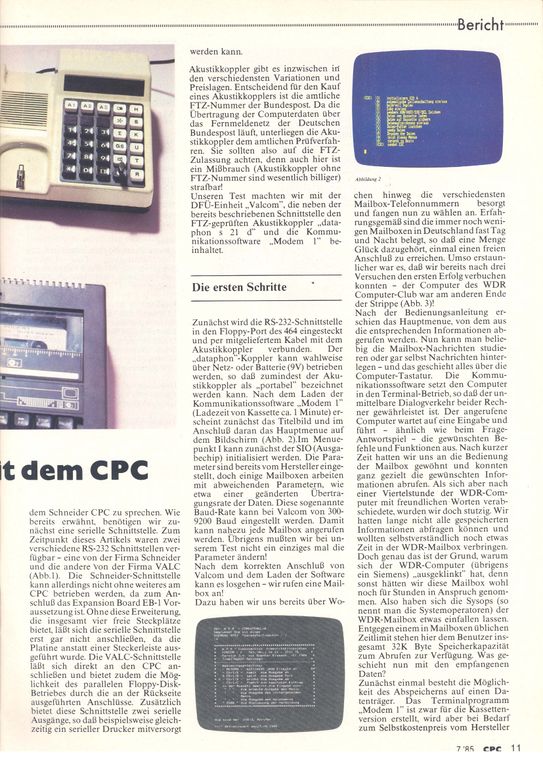 Bericht
it dem CPC
dem Schneider CPC zu sprechen. Wie
bereits erwähnt, benötigen wir zu-
nächst eine serielle Schnittstelle. Zum
Zeitpunkt dieses Artikels waren zwei
verschiedene RS-232 Schnittstellen ver-
fügbar – eine von der Firma Schneider
und die andere von der Firma VALC
(Abb.1). Die Schneider-Schnittstelle
kann allerdings nicht ohne weiteres am
CPC betrieben werden, da zum An-
schluß das Expansion Board EB-1 Vor-
aussetzung ist. Ohne diese Erweiterung,
die insgesamt vier freie Steckplätze
bietet, läßt sich die serielle Schnittstelle
erst gar nicht anschließen, da die
Platine anstatt einer Steckerleiste aus-
geführt wurde. Die VALC-Schnittstelle
läßt sich direkt an den CPC an-
schließen und bietet zudem die Mög-
lichkeit des parallelen Floppy-Disk-
Betriebes durch die an der Rückseite
ausgeführten Anschlüsse. Zusätzlich
bietet diese Schnittstelle zwei serielle
Ausgänge, so daß beispielsweise gleich-
zeitig ein serieller Drucker mitversorgt
werden kann.
Akustikkoppler gibt es inzwischen in
den verschiedensten Variationen und
Preislagen. Entscheidend für den Kauf
eines Akustikkopplers ist die amtliche
FTZ-Nummer der Bundespost. Da die
Übertragung der Computerdaten über
das Fernmeldenetz der Deutschen
Bundespost läuft, unterliegen die Aku-
stikkoppler dem amtlichen Prüfverfah-
ren. Sie sollten also auf die FTZ-
Zulassung achten, denn auch hier ist
ein Mißbrauch (Akustikkoppler ohne
FTZ-Nummer sind wesentlich billiger)
strafbar!
Unseren Test machten wir mit der
DFÜ-Einheit „Valcom", die neben der
bereits beschriebenen Schnittstelle den
FTZ-geprüften Akustikkoppler „data-
phon s 21 d" und die Kommu-
nikationssoftware „Modem 1" be-
inhaltet.
Die ersten Schritte
Zunächst wird die RS-232-Schnittstelle
in den Floppy-Port des 464 eingesteckt
und per mitgeliefertem Kabel mit dem
Akustikkoppler verbunden. Der
„dataphon"-Koppler kann wahlweise
über Netz- oder Batterie (9V) betrieben
werden, so daß zumindest der Aku-
stikkoppler als „portabel" bezeichnet
werden kann. Nach dem Laden der
Kommunikationssoftware „Modem 1"
(Ladezeit von Kassette ca. 1 Minute) er-
scheint zunächst das Titelbild und im
Anschluß daran das Hauptmenue auf
dem Bildschirm (Abb. 2).Im Menue-
punkt I kann zunächst der SIO (Ausga-
bechip) initialisiert werden. Die Para-
meter sind bereits vom Hersteller einge-
stellt, doch einige Mailboxen arbeiten
mit abweichenden Parametern, wie
etwa einer geänderten Übertra-
gungsrate der Daten. Diese sogenannte
Baud-Rate kann bei Valcom von 300-
9200 Baud eingestellt werden. Damit
kann nahezu jede Mailbox angerufen
werden. Übrigens mußten wir bei un-
serem Test nicht ein einziges mal die
Parameter ändern!
Nach dem korrekten Anschluß von
Valcom und dem Laden der Software
kann es losgehen – wir rufen eine Mail-
box an!
Dazu haben wir uns bereits über Wo-
Abbildung 2
chen hinweg die verschiedensten
Mailbox-Telefonnummern besorgt
und fangen nun zu wählen an. Erfah-
rungsgemäß sind die immer noch weni-
gen Mailboxen in Deutschland fast Tag
und Nacht belegt, so daß eine Menge
Glück dazugehört, einmal einen freien
Anschluß zu erreichen. Umso erstaun-
licher war es, daß wir bereits nach drei
Versuchen den ersten Erfolg verbuchen
konnten – der Computer des WDR
Computer-Club war am anderen Ende
der Strippe (Abb. 3)!
Nach der Bedienungsanleitung er-
schien das Hauptmenue, von dem aus
die entsprechenden Informationen ab-
gerufen werden. Nun kann man belie-
big die Mailbox-Nachrichten studie-
ren oder gar selbst Nachrichten hinter-
legen – und das geschieht alles über die
Computer-Tastatur. Die Kommu-
nikationssoftware setzt den Computer
in den Terminal-Betrieb, so daß der un-
mittelbare Dialogverkehr beider Rech-
ner gewährleistet ist. Der angerufene
Computer wartet auf eine Eingabe und
führt – ähnlich wie beim Frage-
Antwortspiel – die gewünschten Be-
fehle und Funktionen aus. Nach kurzer
Zeit hatten wir uns an die Bedienung
der Mailbox gewöhnt und konnten
ganz gezielt die gewünschten Infor-
mationen abrufen. Als sich aber nach
einer Viertelstunde der WDR-Com-
puter mit freundlichen Worten verab-
schiedete, wurden wir doch stutzig. Wir
hatten lange nicht alle gespeicherten
Informationen abfragen können und
wollten selbstverständlich noch etwas
Zeit in der WDR-Mailbox verbringen.
Doch genau das ist der Grund, warum
sich der WDR-Computer (übrigens
ein Siemens) „ausgeklinkt" hat, denn
sonst hätten wir diese Mailbox wohl
noch für Stunden in Anspruch genom-
men. Also haben sich die Sysops (so
nennt man die Systemoperatoren) der
WDR-Mailbox etwas einfallen lassen.
Entgegen einem in Mailboxen üblichen
Zeitlimit stehen hier dem Benutzer ins-
gesamt 32K Byte Speicherkapazität
zum Abrufen zur Verfügung. Was ge-
schieht nun mit den empfangenen
Daten?
Zunächst einmal besteht die Möglich-
keit des Abspeicherns auf einen Da-
tenträger. Das Terminalprogramm
„Modem 1" ist zwar für die Kassetten-
version erstellt, wird aber bei Bedarf
zum Selbstkostenpreis vom Hersteller
7'85 CPC 11